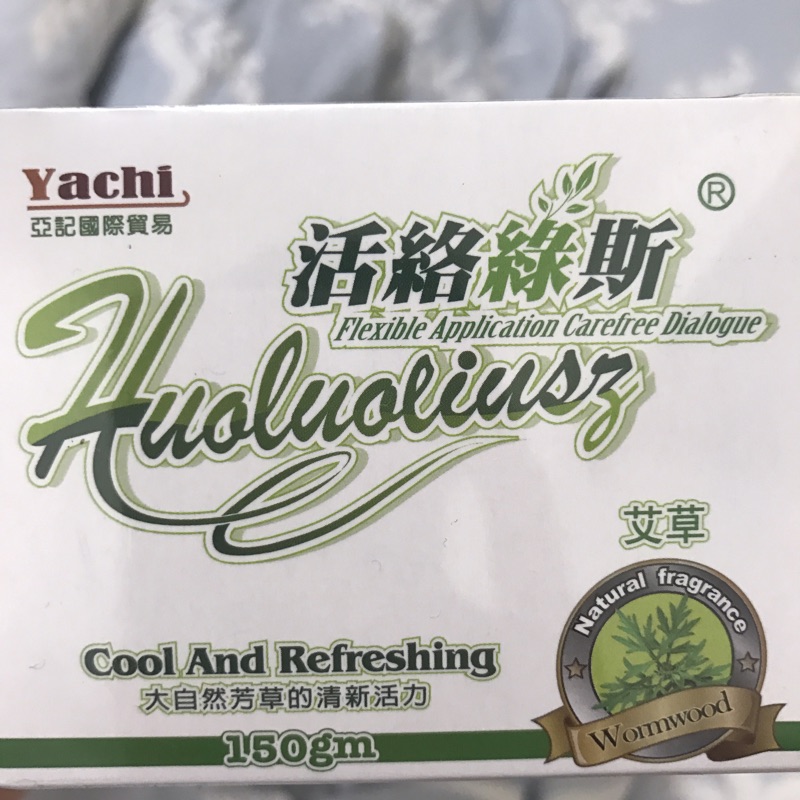 Yachi
亞記國際貿易
®
活絡綠斯
Flexible Application Carefree Dialogue
Huoluoliusz
艾草
Natural fragrance
Wormwood
Cool And Refreshing
大自然芳草的清新活力
150gm